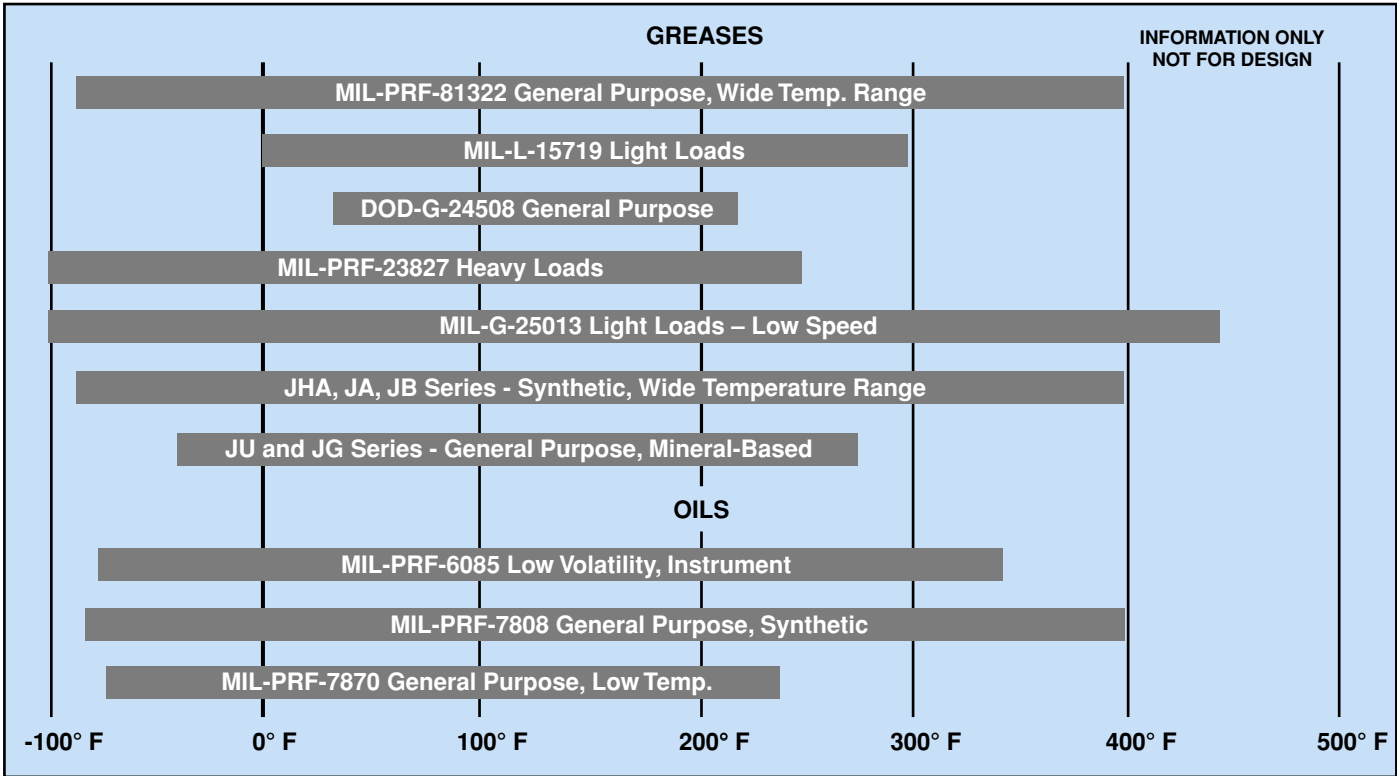 GREASES
INFORMATION ONLY
NOT FOR DESIGN
MIL-PRF-81322 General Purpose, Wide Temp. Range
MIL-L-15719 Light Loads
DOD-G-24508 General Purpose
MIL-PRF-23827 Heavy Loads
MIL-G-25013 Light Loads – Low Speed
JHA, JA, JB Series - Synthetic, Wide Temperature Range
JU and JG Series - General Purpose, Mineral-Based
OILS
MIL-PRF-6085 Low Volatility, Instrument
MIL-PRF-7808 General Purpose, Synthetic
MIL-PRF-7870 General Purpose, Low Temp.
-100° F 0° F 100° F 200° F 300° F 400° F 500° F